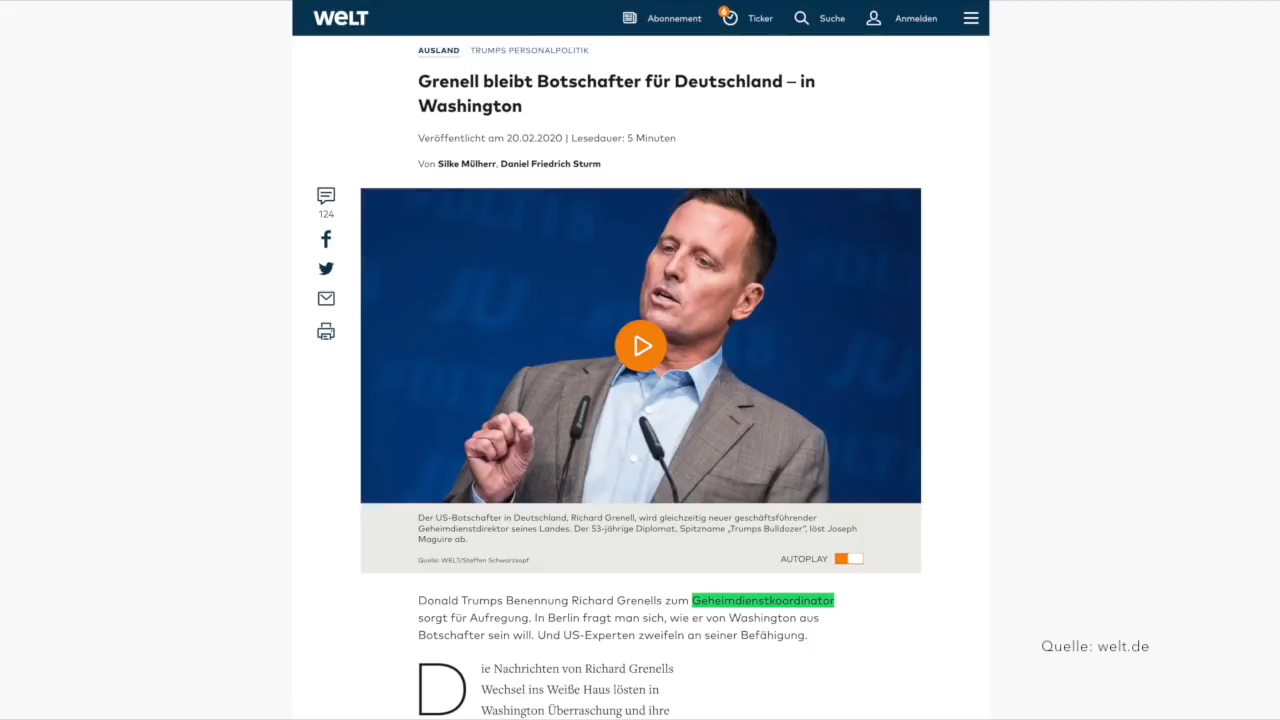 WELT
6
Abonnement
Ticker
Suche
Anmelden
AUSLAND TRUMPS PERSONALPOLITIK
Grenell bleibt Botschafter für Deutschland – in
Washington
Veröffentlicht am 20.02.2020 | Lesedauer: 5 Minuten
Von Silke Mülherr, Daniel Friedrich Sturm
124
JU
JU
Der US-Botschafter in Deutschland, Richard Grenell, wird gleichzeitig neuer geschäftsführender
Geheimdienstdirektor seines Landes. Der 53-jährige Diplomat, Spitzname „Trumps Bulldozer“, löst Joseph
Maguire ab.
Quelle: WELT/Steffen Schwarzkopf
AUTOPLAY
Donald Trumps Benennung Richard Grenells zum Geheimdienstkoordinator
sorgt für Aufregung. In Berlin fragt man sich, wie er von Washington aus
Botschafter sein will. Und US-Experten zweifeln an seiner Befähigung.
Die Nachrichten von Richard Grenells
Wechsel ins Weiße Haus lösten in
Washington Überraschung und ihre
Quelle: welt.de